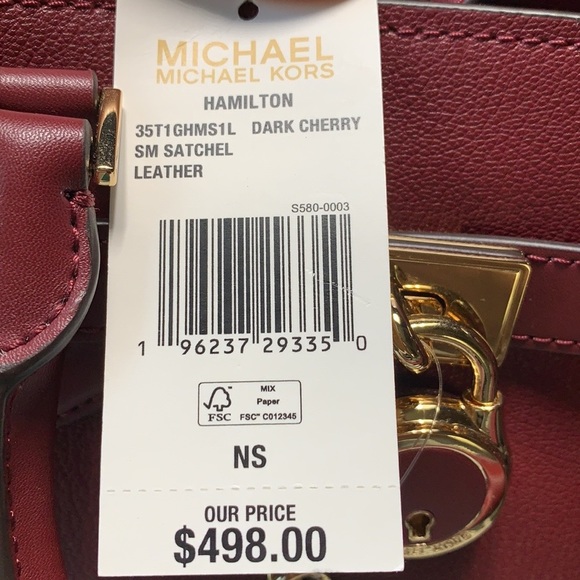 MICHAEL
MICHAEL KORS
HAMILTON
35T1GHMS1L DARK CHERRY
SM SATCHEL
LEATHER
S580-0003
1 96237 29335 0
FSC
MIX
Paper
FSC™ C012345
NS
OUR PRICE
$498.00